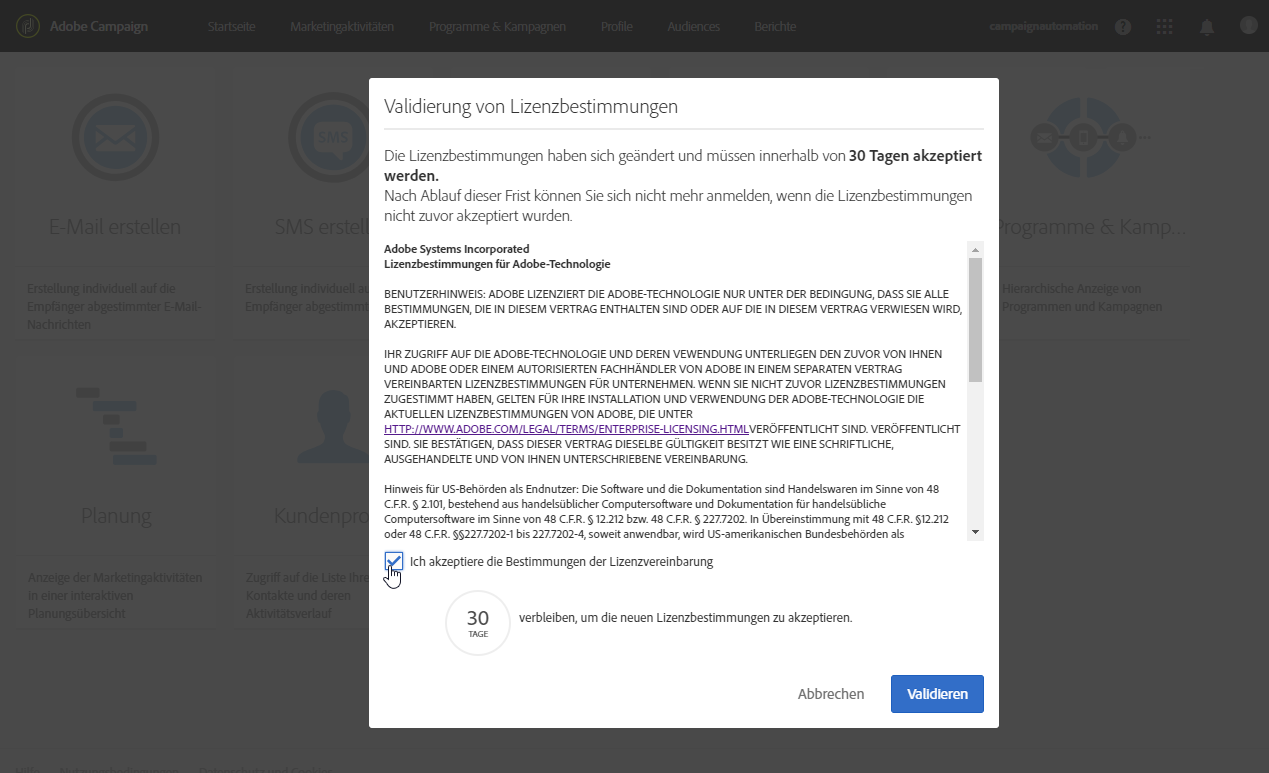 Adobe Campaign
Startseite
Marketingaktivitäten
Programme & Kampagnen
Profile
Audiences
Berichte
campaignautomation
E-Mail erstellen
Erstellung individuell auf die
Empfänger abgestimmter E-Mail-
Nachrichten
SMS
SMS erstell
Erstellung individuell au
Empfänger abgestimmt
Programme & Kamp...
Hierarchische Anzeige von
Programmen und Kampagnen
Planung
Anzeige der Marketingaktivitäten
in einer interaktiven
Planungsübersicht
Kundenpro
Zugriff auf die Liste Ihre
Kontakte und deren
Aktivitätsverlauf
Validierung von Lizenzbestimmungen
Die Lizenzbestimmungen haben sich geändert und müssen innerhalb von 30 Tagen akzeptiert
werden.
Nach Ablauf dieser Frist können Sie sich nicht mehr anmelden, wenn die Lizenzbestimmungen
nicht zuvor akzeptiert wurden.
Adobe Systems Incorporated
Lizenzbestimmungen für Adobe-Technologie
BENUTZERHINWEIS: ADOBE LIZENZIERT DIE ADOBE-TECHNOLOGIE NUR UNTER DER BEDINGUNG, DASS SIE ALLE
BESTIMMUNGEN, DIE IN DIESEM VERTRAG ENTHALTEN SIND ODER AUF DIE IN DIESEM VERTRAG VERWIESEN WIRD,
AKZEPTIEREN.
IHR ZUGRIFF AUF DIE ADOBE-TECHNOLOGIE UND DEREN VEWENDUNG UNTERLIEGEN DEN ZUVOR VON IHNEN
UND ADOBE ODER EINEM AUTORISIERTEN FACHHÄNDLER VON ADOBE IN EINEM SEPARATEN VERTRAG
VEREINBARTEN LIZENZBESTIMMUNGEN FÜR UNTERNEHMEN. WENN SIE NICHT ZUVOR LIZENZBESTIMMUNGEN
ZUGESTIMMT HABEN, GELTEN FÜR IHRE INSTALLATION UND VERWENDUNG DER ADOBE-TECHNOLOGIE DIE
AKTUELLEN LIZENZBESTIMMUNGEN VON ADOBE, DIE UNTER
HTTP://WWW.ADOBE.COM/LEGAL/TERMS/ENTERPRISE-LICENSING.HTMLVERÖFFENTLICHT SIND. VERÖFFENTLICHT
SIND. SIE BESTÄTIGEN, DASS DIESER VERTRAG DIESELBE GÜLTIGKEIT BESITZT WIE EINE SCHRIFTLICHE,
AUSGEHANDELTE UND VON IHNEN UNTERSCHRIEBENE VEREINBARUNG.
Hinweis für US-Behörden als Endnutzer: Die Software und die Dokumentation sind Handelswaren im Sinne von 48
C.F.R. § 2.101, bestehend aus handelsüblicher Computersoftware und Dokumentation für handelsübliche
Computersoftware im Sinne von 48 C.F.R. § 12.212 bzw. 48 C.F.R. § 227.7202. In Übereinstimmung mit 48 C.F.R. §12.212
oder 48 C.F.R. §§227.7202-1 bis 227.7202-4, soweit anwendbar, wird US-amerikanischen Bundesbehörden als
Ich akzeptiere die Bestimmungen der Lizenzvereinbarung
30
TAGE
verbleiben, um die neuen Lizenzbestimmungen zu akzeptieren.
Abbrechen
Validieren